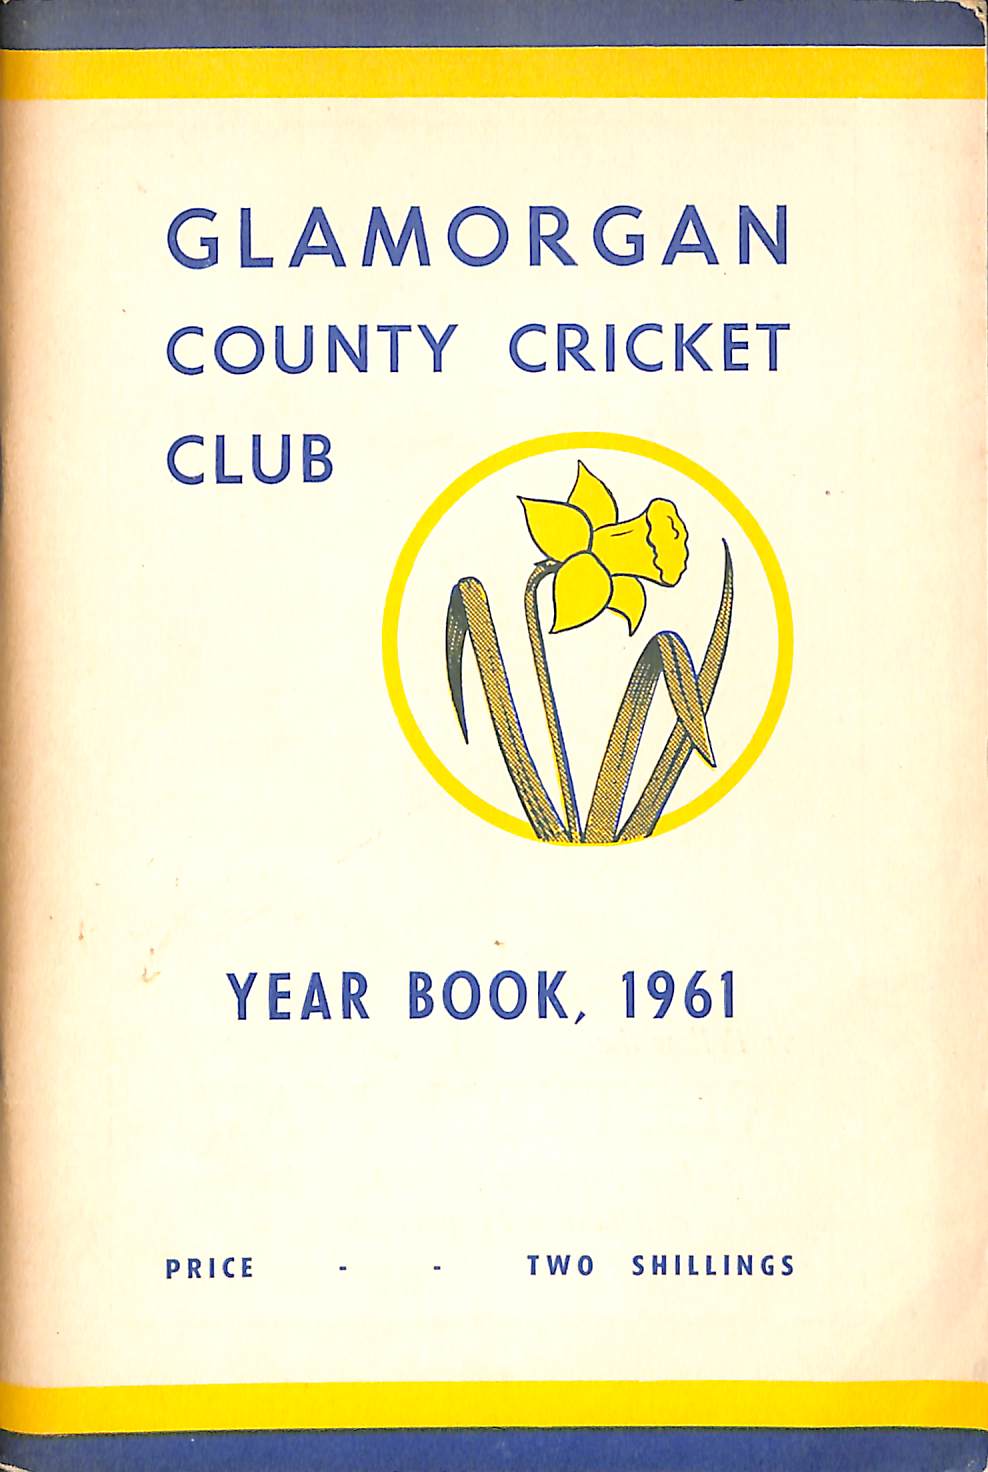 GLAMORGAN
COUNTY CRICKET
CLUB
YEAR BOOK, 1961
PRICE - - TWO SHILLINGS